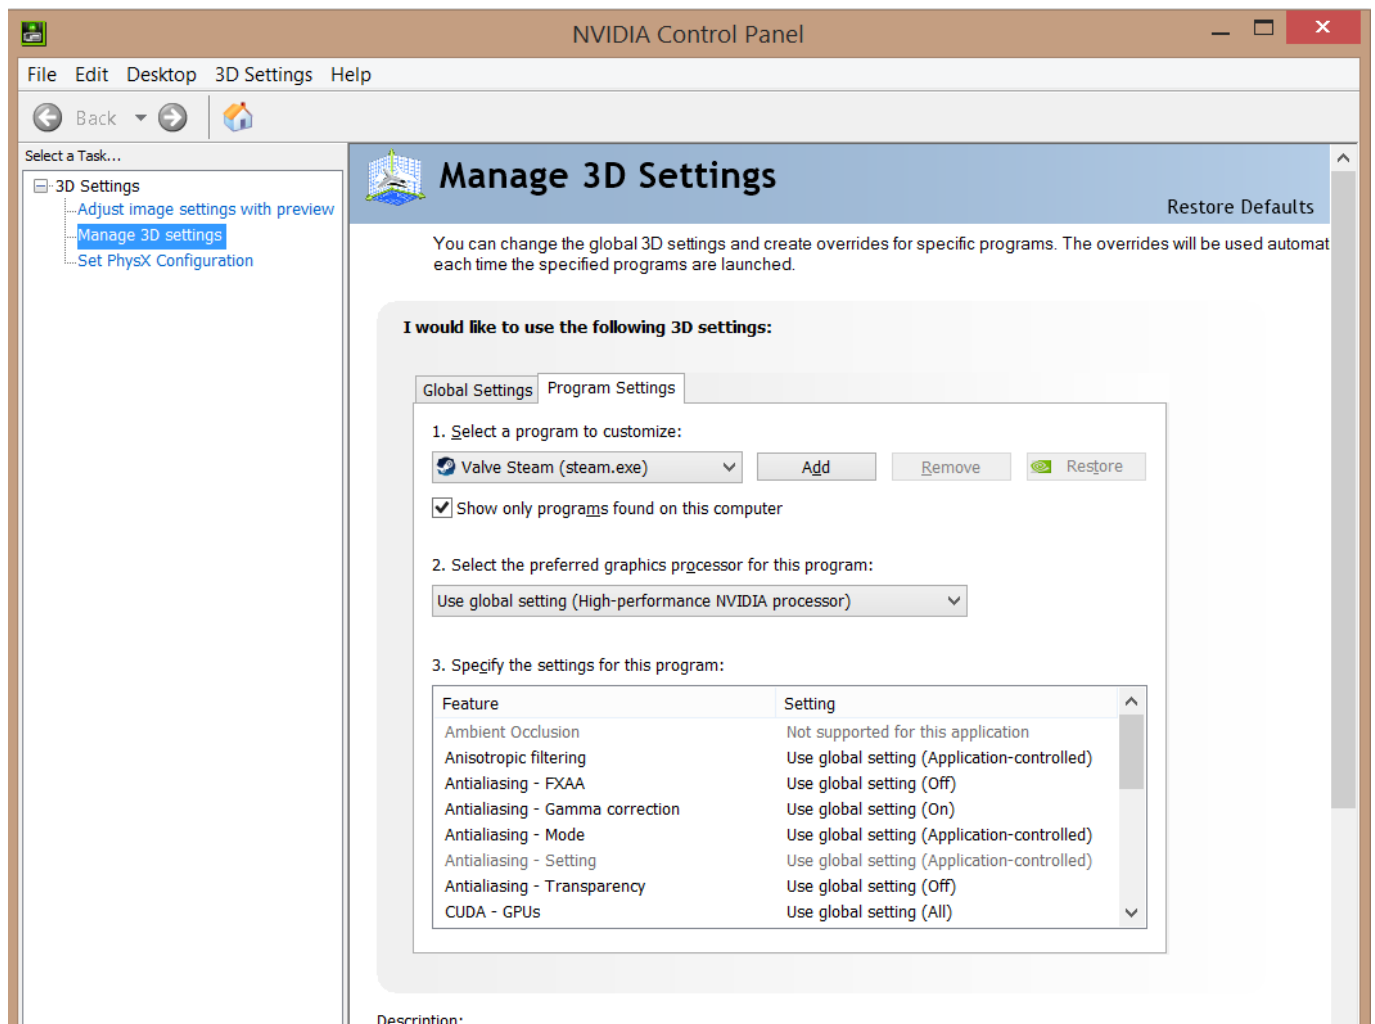 NVIDIA Control Panel
File Edit Desktop 3D Settings Help
Back
Select a Task...
3D Settings
Adjust image settings with preview
Manage 3D settings
Set PhysX Configuration
Manage 3D Settings
Restore Defaults
You can change the global 3D settings and create overrides for specific programs. The overrides will be used automat
each time the specified programs are launched.
I would like to use the following 3D settings:
Global Settings Program Settings
1. Select a program to customize:
Valve Steam (steam.exe) Add Remove Restore
Show only programs found on this computer
2. Select the preferred graphics processor for this program:
Use global setting (High-performance NVIDIA processor)
3. Specify the settings for this program:
Feature Setting
Ambient Occlusion Not supported for this application
Anisotropic filtering Use global setting (Application-controlled)
Antialiasing - FXAA Use global setting (Off)
Antialiasing - Gamma correction Use global setting (On)
Antialiasing - Mode Use global setting (Application-controlled)
Antialiasing - Setting Use global setting (Application-controlled)
Antialiasing - Transparency Use global setting (Off)
CUDA - GPUs Use global setting (All)
Description: